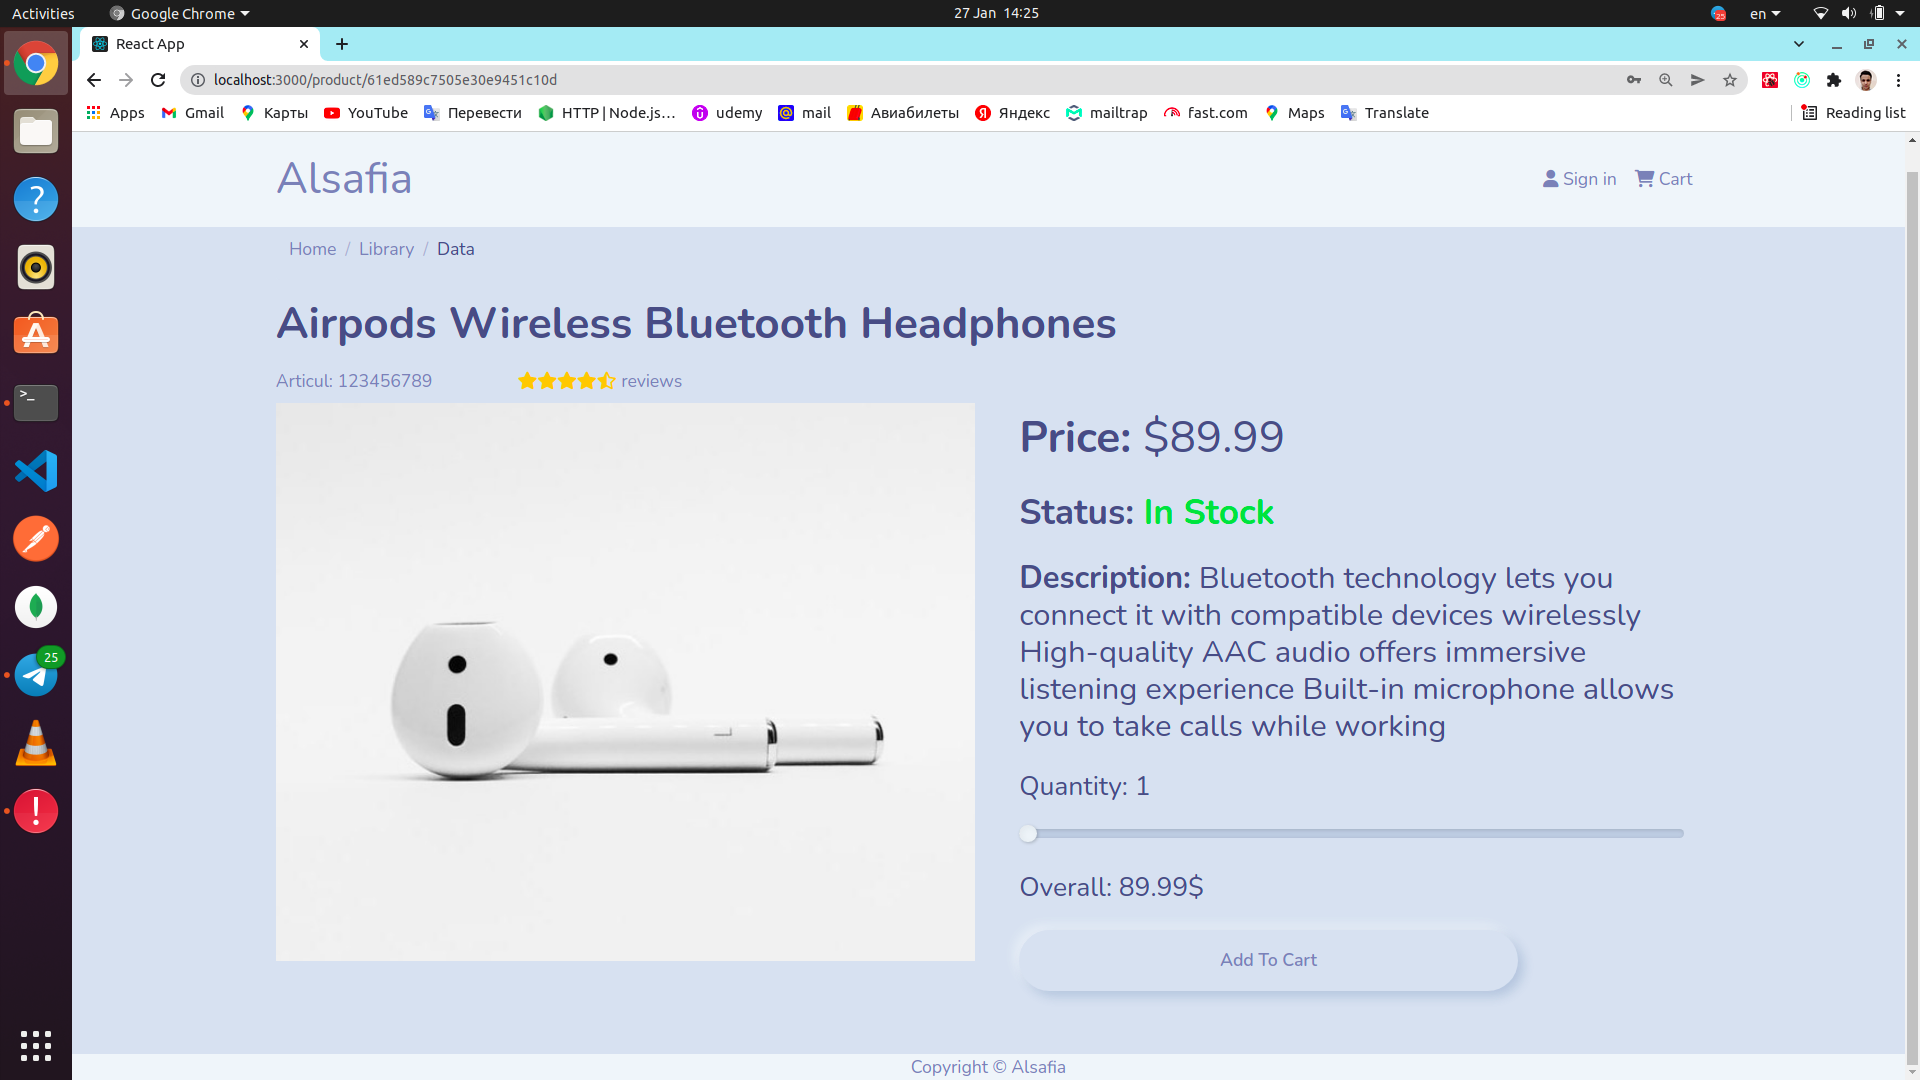 Activities
Google Chrome
27 Jan 14:25
25
en
React App
localhost:3000/product/61ed589c7505e30e9451c10d
Apps
Gmail
Карты
YouTube
Перевести
HTTP | Node.js…
udemy
mail
Авиабилеты
Яндекс
mailtrap
fast.com
Maps
Translate
Reading list
Alsafia
Sign in
Cart
Home / Library / Data
Airpods Wireless Bluetooth Headphones
Articul: 123456789
reviews
Price: $89.99
Status: In Stock
Description: Bluetooth technology lets you
connect it with compatible devices wirelessly
High-quality AAC audio offers immersive
listening experience Built-in microphone allows
you to take calls while working
Quantity: 1
Overall: 89.99$
Add To Cart
Copyright © Alsafia
25